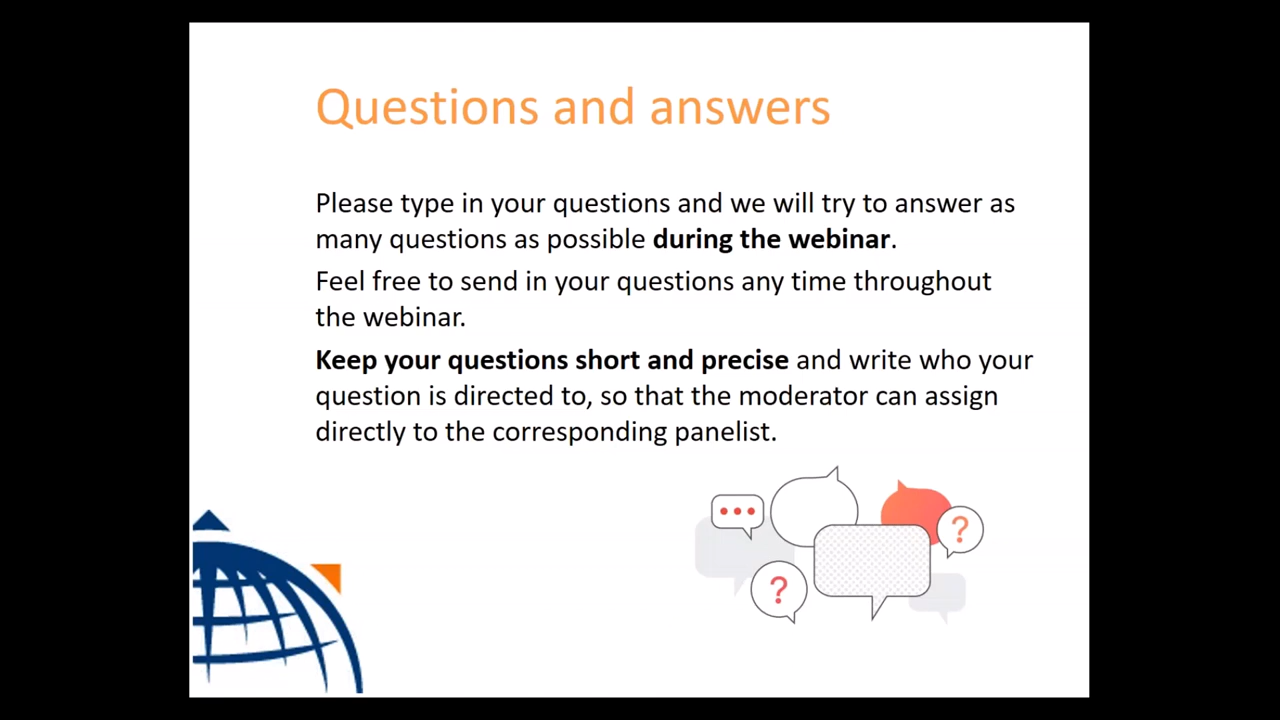 Questions and answers
Please type in your questions and we will try to answer as
many questions as possible during the webinar.
Feel free to send in your questions any time throughout
the webinar.
Keep your questions short and precise and write who your
question is directed to, so that the moderator can assign
directly to the corresponding panelist.
?
?